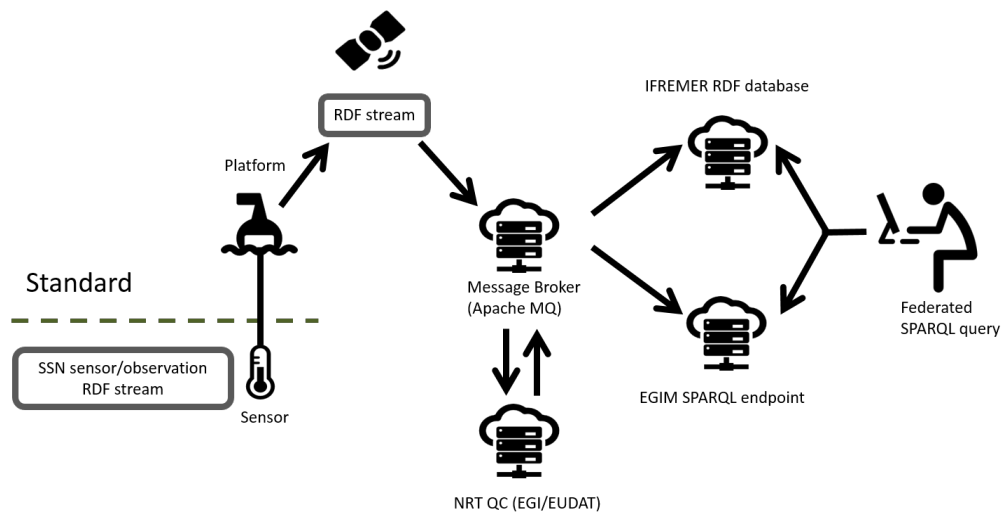 RDF stream
IFREMER RDF database
Platform
Standard
Message Broker
(Apache MQ)
Federated
SPARQL query
SSN sensor/observation
RDF stream
Sensor
EGIM SPARQL endpoint
NRT QC (EGI/EUDAT)